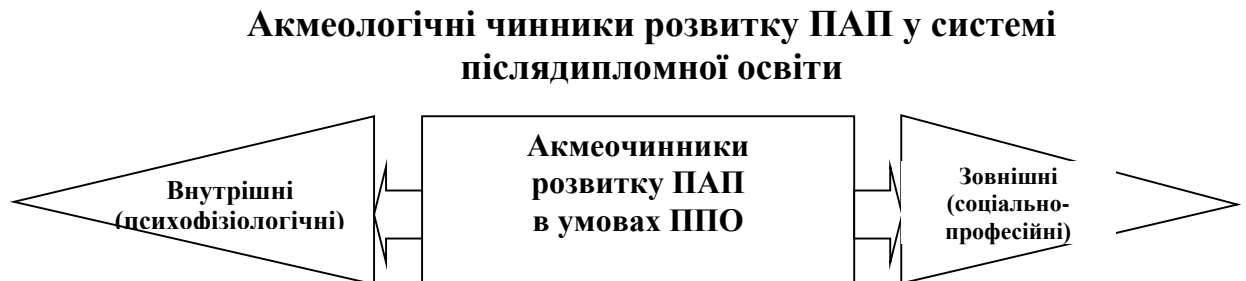 Акмеологічні чинники розвитку ПАП у системі
післядипломної освіти
Внутрішні
(психофізіологічні)
Акмеочинники
розвитку ПАП
в умовах ППО
Зовнішні
(соціально-
професійні)